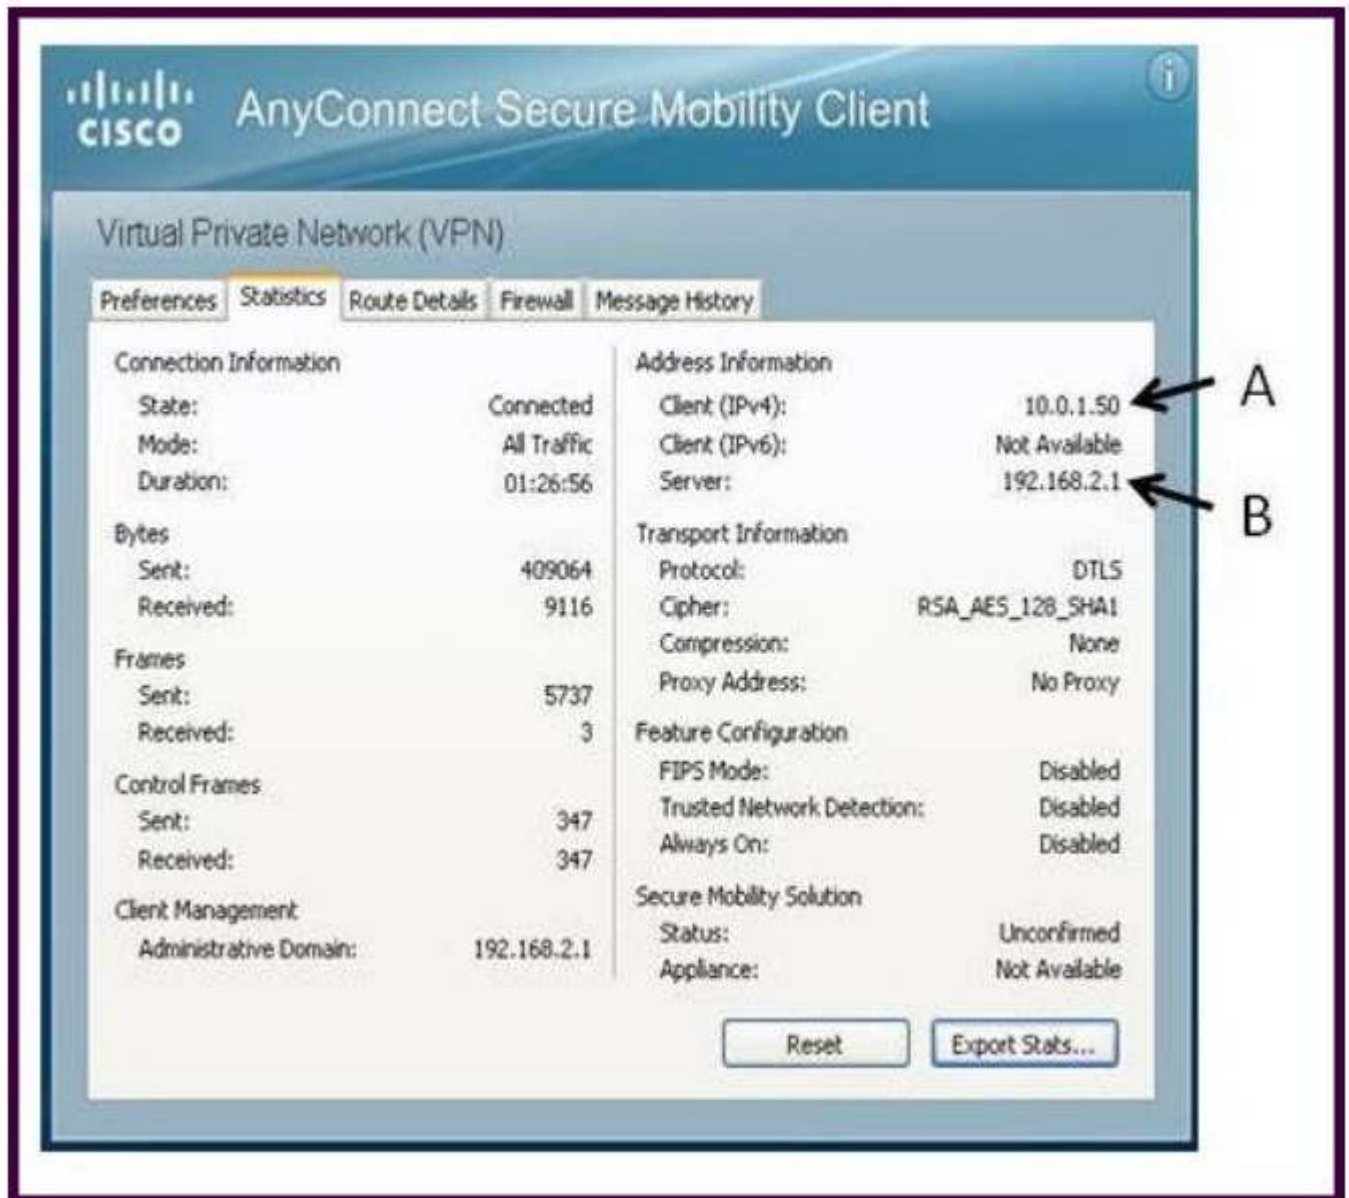 CISCO
AnyConnect Secure Mobility Client
i
Virtual Private Network (VPN)
Preferences Statistics Route Details Firewall Message History
Connection Information
State: Connected
Mode: All Traffic
Duration: 01:26:56
Bytes
Sent: 409064
Received: 9116
Frames
Sent: 5737
Received: 3
Control Frames
Sent: 347
Received: 347
Client Management
Administrative Domain: 192.168.2.1
Address Information
Client (IPv4): 10.0.1.50
A
Client (IPv6): Not Available
Server: 192.168.2.1
B
Transport Information
Protocol: DTLS
Cipher: RSA_AES_128_SHA1
Compression: None
Proxy Address: No Proxy
Feature Configuration
FIPS Mode: Disabled
Trusted Network Detection: Disabled
Always On: Disabled
Secure Mobility Solution
Status: Unconfirmed
Appliance: Not Available
Reset Export Stats...